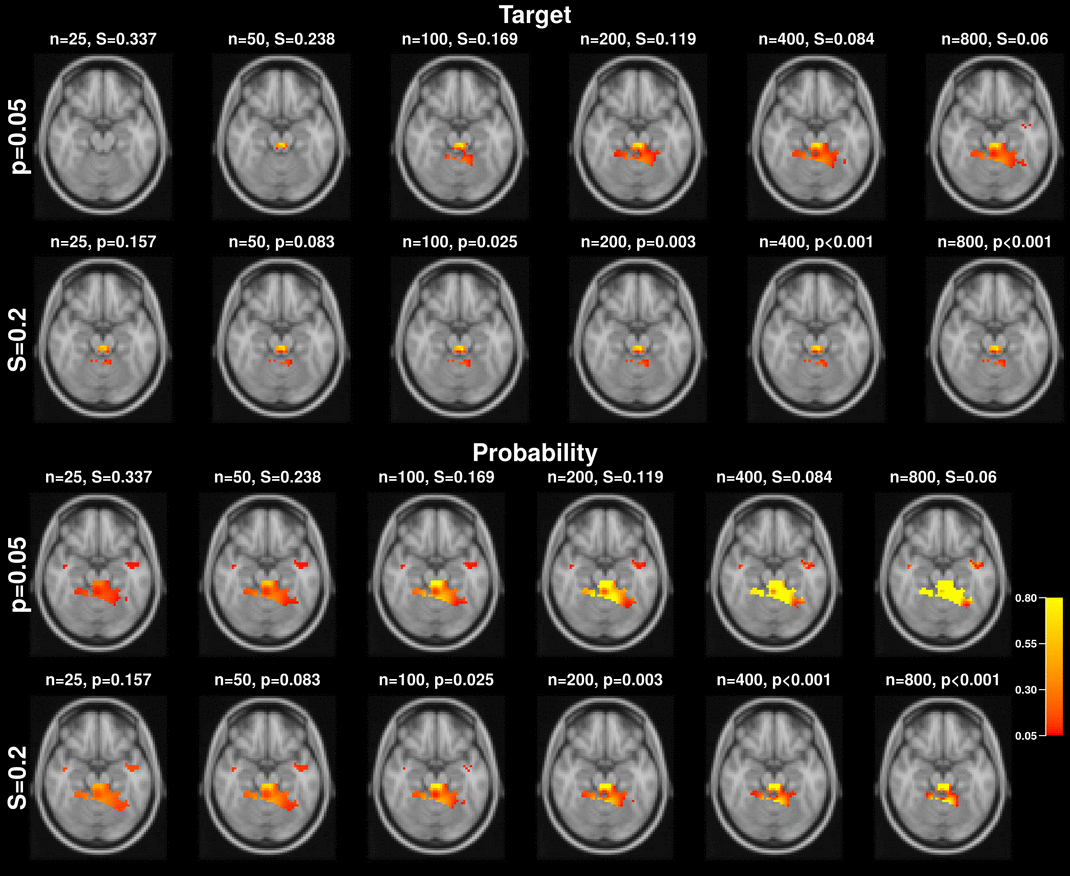 Target
n=25, S=0.337 n=50, S=0.238 n=100, S=0.169 n=200, S=0.119 n=400, S=0.084 n=800, S=0.06
p=0.05
n=25, p=0.157 n=50, p=0.083 n=100, p=0.025 n=200, p=0.003 n=400, p<0.001 n=800, p<0.001
S=0.2
Probability
n=25, S=0.337 n=50, S=0.238 n=100, S=0.169 n=200, S=0.119 n=400, S=0.084 n=800, S=0.06
p=0.05
n=25, p=0.157 n=50, p=0.083 n=100, p=0.025 n=200, p=0.003 n=400, p<0.001 n=800, p<0.001
S=0.2
0.80
0.55
0.30
0.05